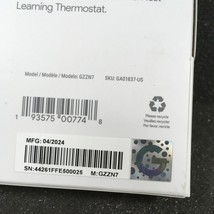 Learning Thermostat.
Model / Modèle / Modelo: GZZN7
SKU: GA01837-US
1 93575 00774 8
MFG: 04/2024
SN:44261FFE500025
M:GZZN7